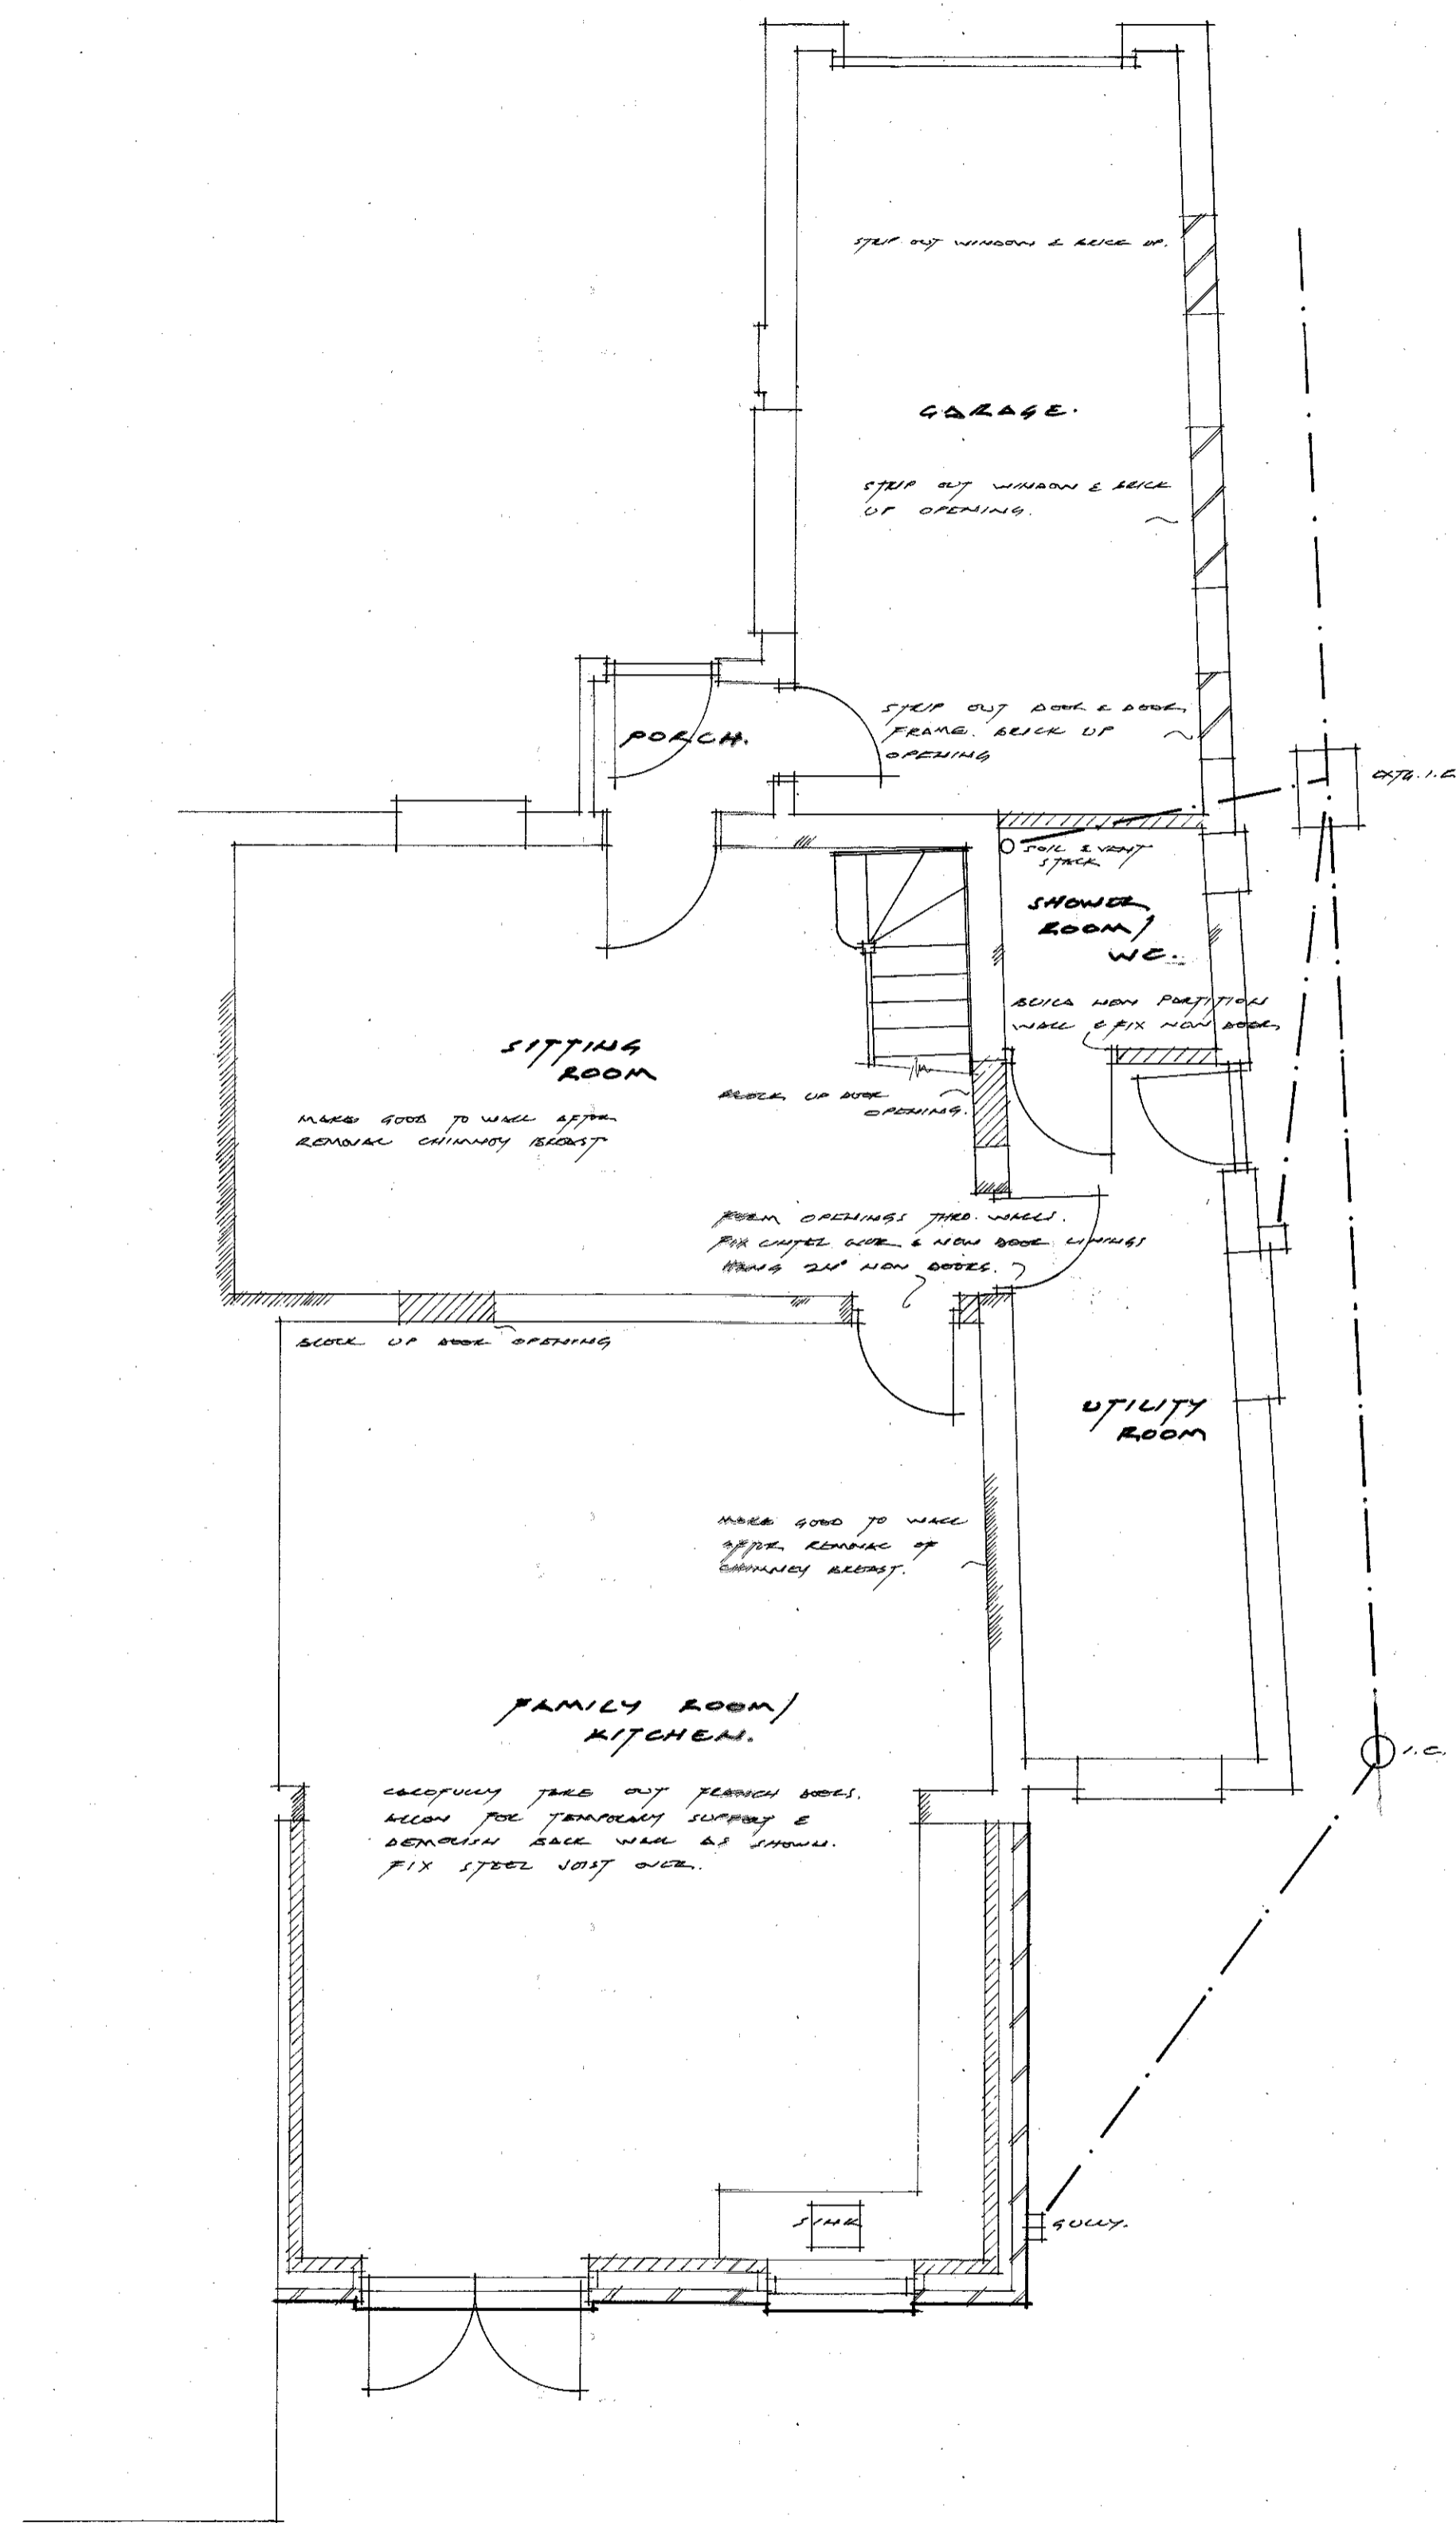 STRIP OUT WINDOW & BRICK UP.
GARAGE.
STRIP OUT WINDOW & BRICK
UP OPENING.
STRIP OUT DOOR & DOOR
FRAME. BRICK UP
OPENING
PORCH.
EXTG. I.C.
SOIL & VENT
STACK
SHOWER
ROOM/
WC.
BUILD NEW PARTITION
WALL & FIX NEW DOOR
SITTING
ROOM
BLOCK UP DOOR
OPENING.
MAKE GOOD TO WALL AFTER
REMOVAL CHIMNEY BREAST
FORM OPENINGS THRO. WALLS.
FIX LINTEL OVER & NEW DOOR LININGS
HANG 2Nº NEW DOORS.
BLOCK UP DOOR OPENING
UTILITY
ROOM
MAKE GOOD TO WALL
AFTER REMOVAL OF
CHIMNEY BREAST.
FAMILY ROOM/
KITCHEN.
I.C.
CAREFULLY TAKE OUT FRENCH DOORS.
ALLOW FOR TEMPORARY SUPPORT &
DEMOLISH BACK WALL AS SHOWN.
FIX STEEL JOIST OVER.
SINK
GULLY.